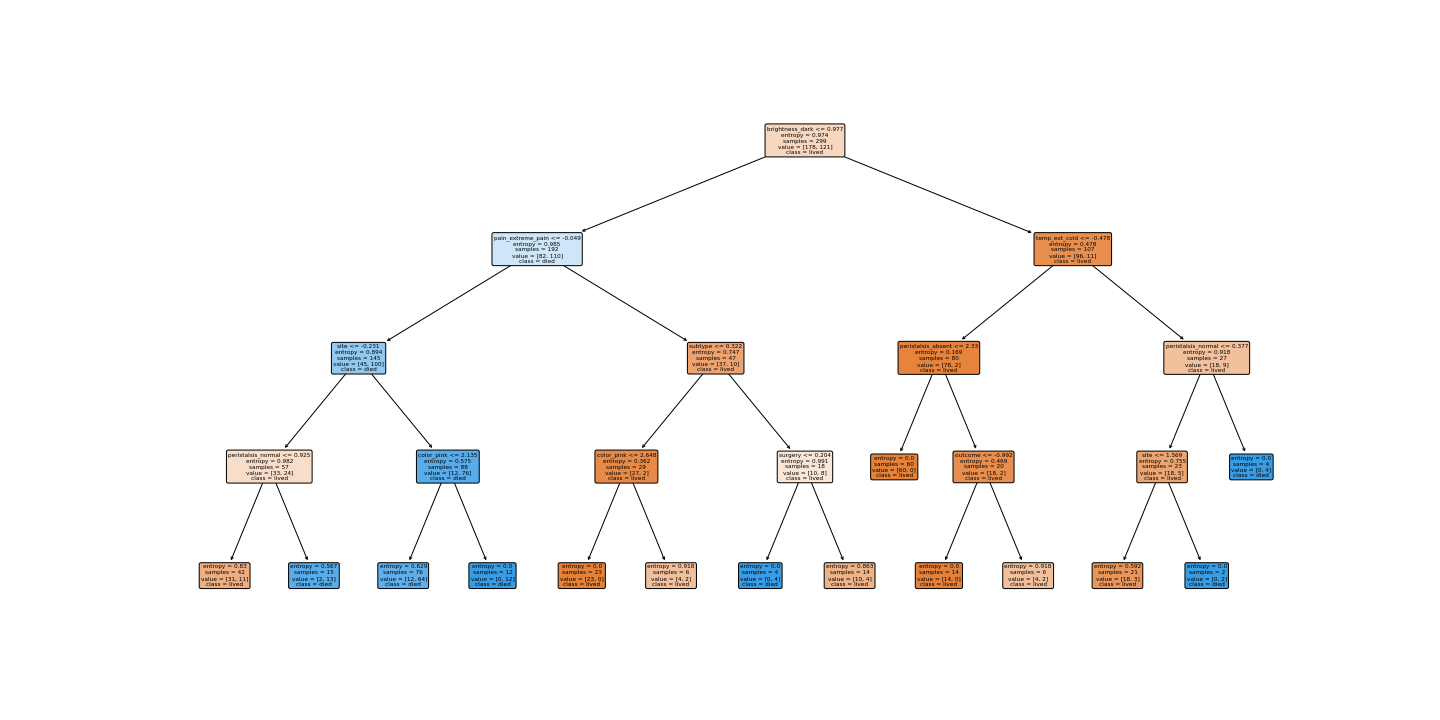 brightness_dark <= 0.977
entropy = 0.974
samples = 299
value = [178, 121]
class = lived
pain_extreme_pain <= -0.049
entropy = 0.985
samples = 192
value = [82, 110]
class = died
temp_ext_cold <= -0.478
entropy = 0.478
samples = 107
value = [96, 11]
class = lived
site <= -0.231
entropy = 0.894
samples = 145
value = [45, 100]
class = died
subtype <= 0.322
entropy = 0.747
samples = 47
value = [37, 10]
class = lived
peristalsis_absent <= 2.33
entropy = 0.169
samples = 80
value = [78, 2]
class = lived
peristalsis_normal <= 0.377
entropy = 0.918
samples = 27
value = [18, 9]
class = lived
peristalsis_normal <= 0.925
entropy = 0.982
samples = 57
value = [33, 24]
class = lived
color_pink <= 2.135
entropy = 0.575
samples = 88
value = [12, 76]
class = died
color_pink <= 2.648
entropy = 0.362
samples = 29
value = [27, 2]
class = lived
surgery <= 0.204
entropy = 0.991
samples = 18
value = [10, 8]
class = lived
entropy = 0.0
samples = 60
value = [60, 0]
class = lived
outcome <= -0.992
entropy = 0.469
samples = 20
value = [18, 2]
class = lived
site <= 1.569
entropy = 0.755
samples = 23
value = [18, 5]
class = lived
entropy = 0.0
samples = 4
value = [0, 4]
class = died
entropy = 0.83
samples = 42
value = [31, 11]
class = lived
entropy = 0.567
samples = 15
value = [2, 13]
class = died
entropy = 0.629
samples = 76
value = [12, 64]
class = died
entropy = 0.0
samples = 12
value = [0, 12]
class = died
entropy = 0.0
samples = 23
value = [23, 0]
class = lived
entropy = 0.918
samples = 6
value = [4, 2]
class = lived
entropy = 0.0
samples = 4
value = [0, 4]
class = died
entropy = 0.863
samples = 14
value = [10, 4]
class = lived
entropy = 0.0
samples = 14
value = [14, 0]
class = lived
entropy = 0.918
samples = 6
value = [4, 2]
class = lived
entropy = 0.592
samples = 21
value = [18, 3]
class = lived
entropy = 0.0
samples = 2
value = [0, 2]
class = died